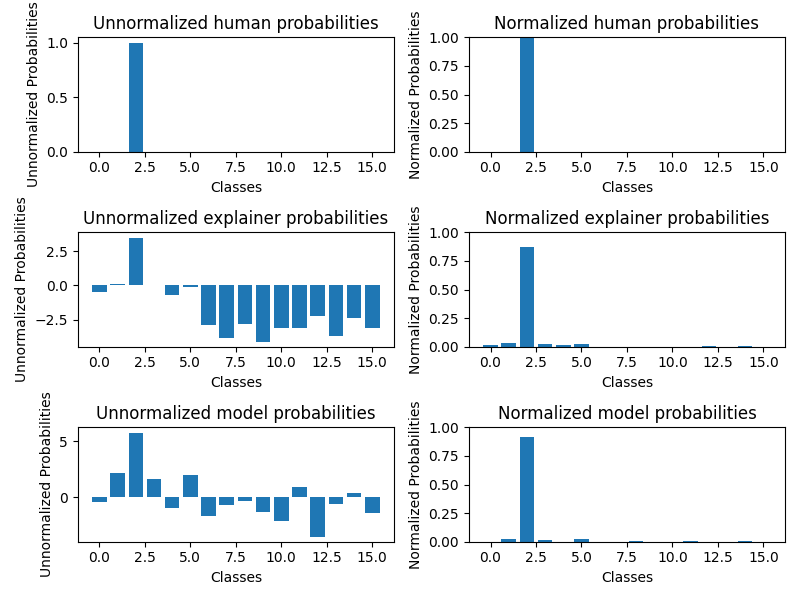 Unnormalized human probabilities
Unnormalized Probabilities
1.0
0.5
0.0
0.0 2.5 5.0 7.5 10.0 12.5 15.0
Classes
Normalized human probabilities
Normalized Probabilities
1.00
0.75
0.50
0.25
0.00
0.0 2.5 5.0 7.5 10.0 12.5 15.0
Classes
Unnormalized explainer probabilities
Unnormalized Probabilities
2.5
0.0
−2.5
0.0 2.5 5.0 7.5 10.0 12.5 15.0
Classes
Normalized explainer probabilities
Normalized Probabilities
1.00
0.75
0.50
0.25
0.00
0.0 2.5 5.0 7.5 10.0 12.5 15.0
Classes
Unnormalized model probabilities
Unnormalized Probabilities
5
0
0.0 2.5 5.0 7.5 10.0 12.5 15.0
Classes
Normalized model probabilities
Normalized Probabilities
1.00
0.75
0.50
0.25
0.00
0.0 2.5 5.0 7.5 10.0 12.5 15.0
Classes